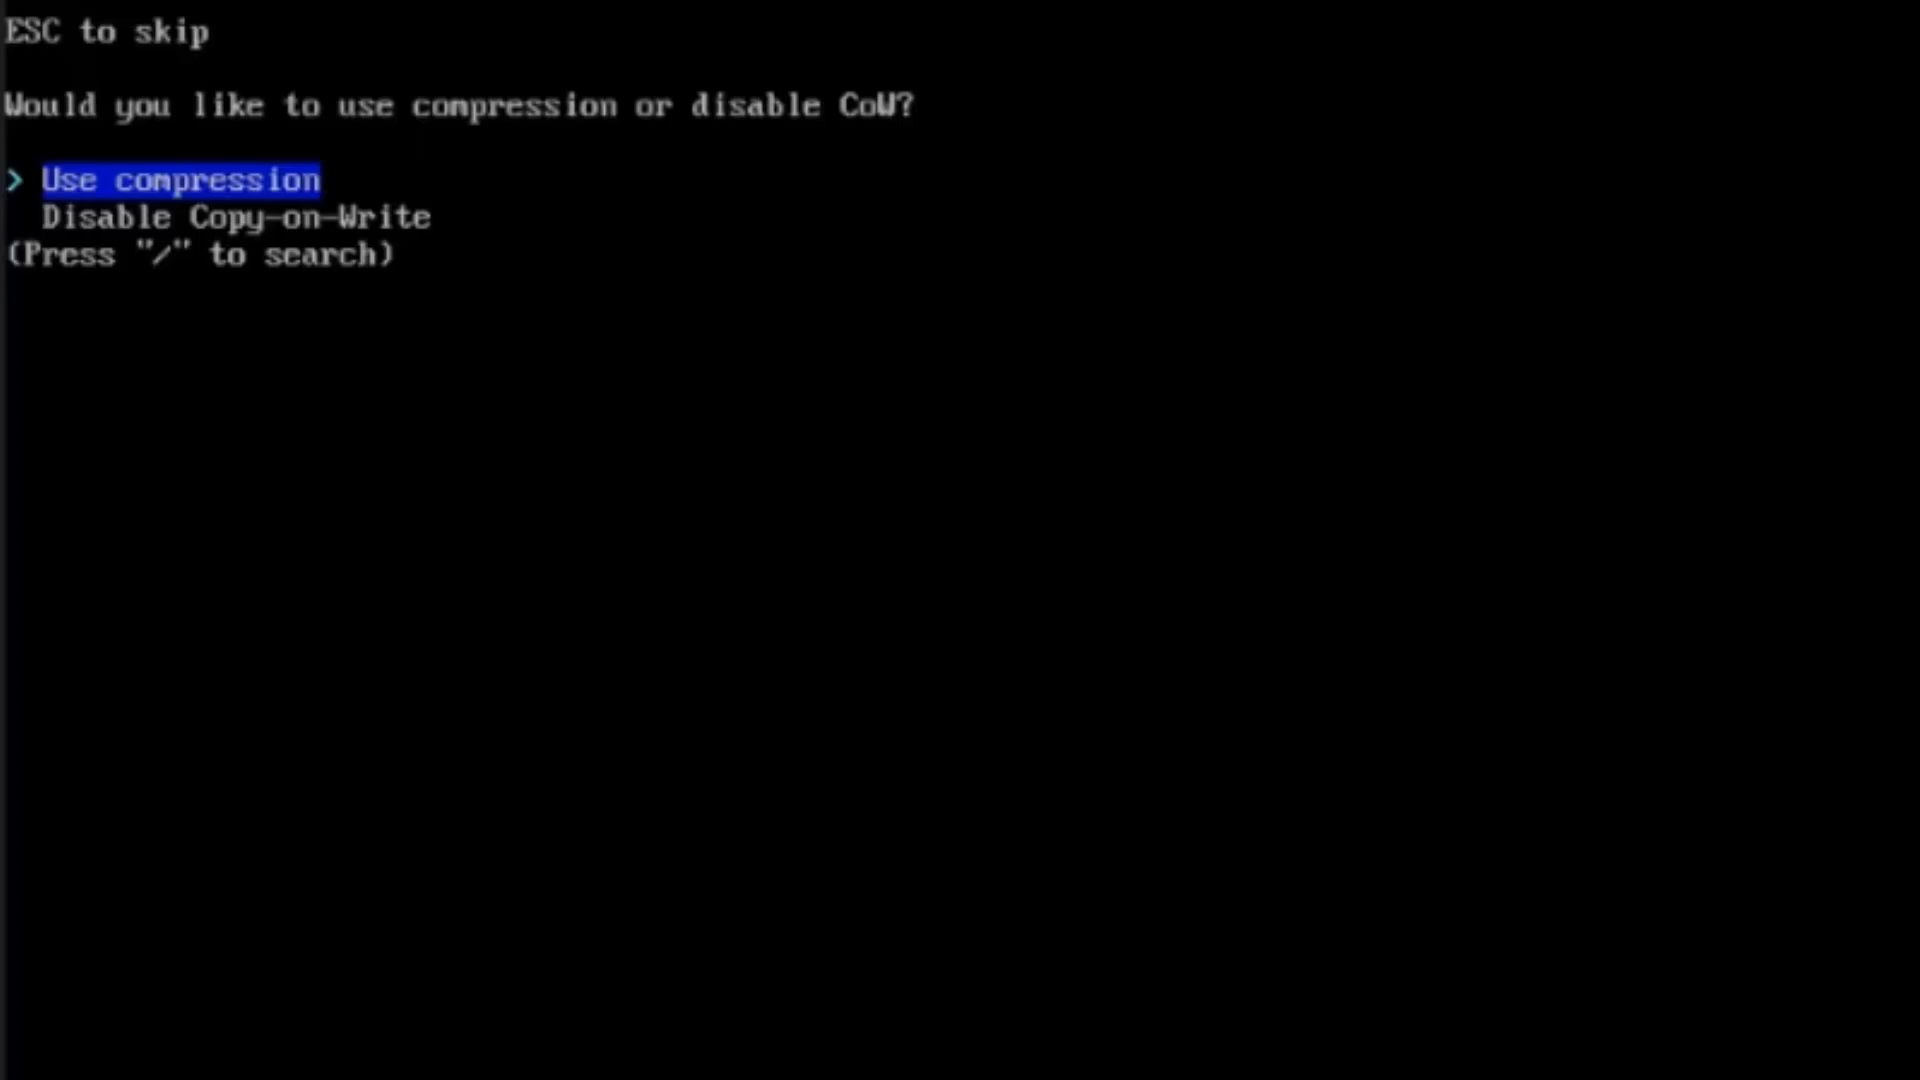 ESC to skip
Would you like to use compression or disable CoW?
> Use compression
Disable Copy-on-Write
(Press "/" to search)